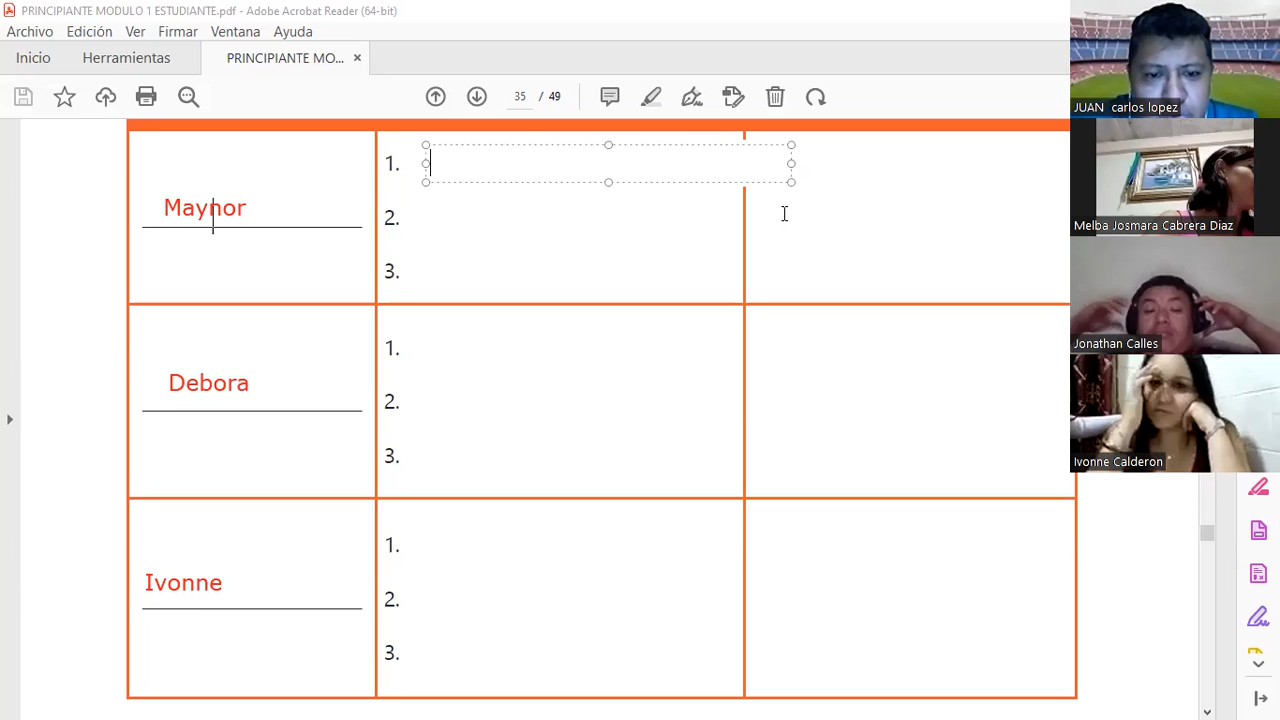 PRINCIPIANTE MODULO 1 ESTUDIANTE.pdf - Adobe Acrobat Reader (64-bit)
Archivo Edición Ver Firmar Ventana Ayuda
Inicio Herramientas PRINCIPIANTE MO... ×
35 / 49
Maynor
1.
2.
3.
Debora
1.
2.
3.
Ivonne
1.
2.
3.
JUAN carlos lopez
Melba Josmara Cabrera Diaz
Jonathan Calles
Ivonne Calderon